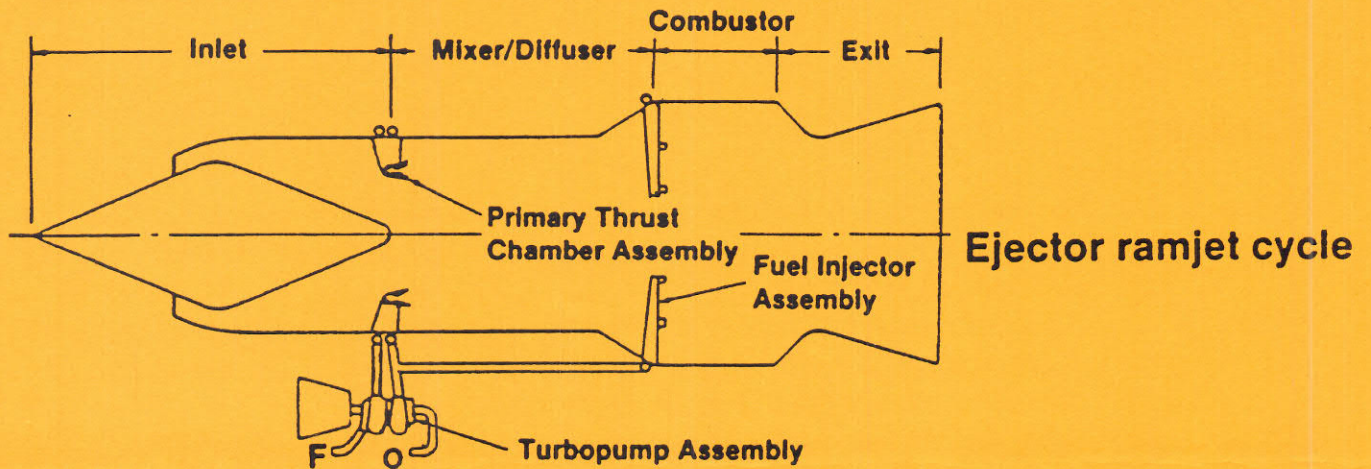 Combustor
Inlet
Mixer/Diffuser
Exit
Primary Thrust
Chamber Assembly
Fuel Injector
Assembly
Ejector ramjet cycle
Turbopump Assembly
F
O